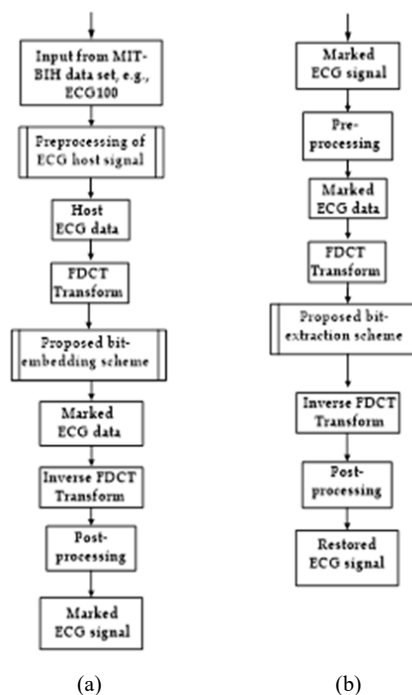 Input from MIT-
BIH data set, e.g.,
ECG100
Preprocessing of
ECG host signal
Host
ECG data
FDCT
Transform
Proposed bit-
embedding scheme
Marked
ECG data
Inverse FDCT
Transform
Post-
processing
Marked
ECG signal
(a)
Marked
ECG signal
Pre-
processing
Marked
ECG data
FDCT
Transform
Proposed bit-
extraction scheme
Inverse FDCT
Transform
Post-
processing
Restored
ECG signal
(b)